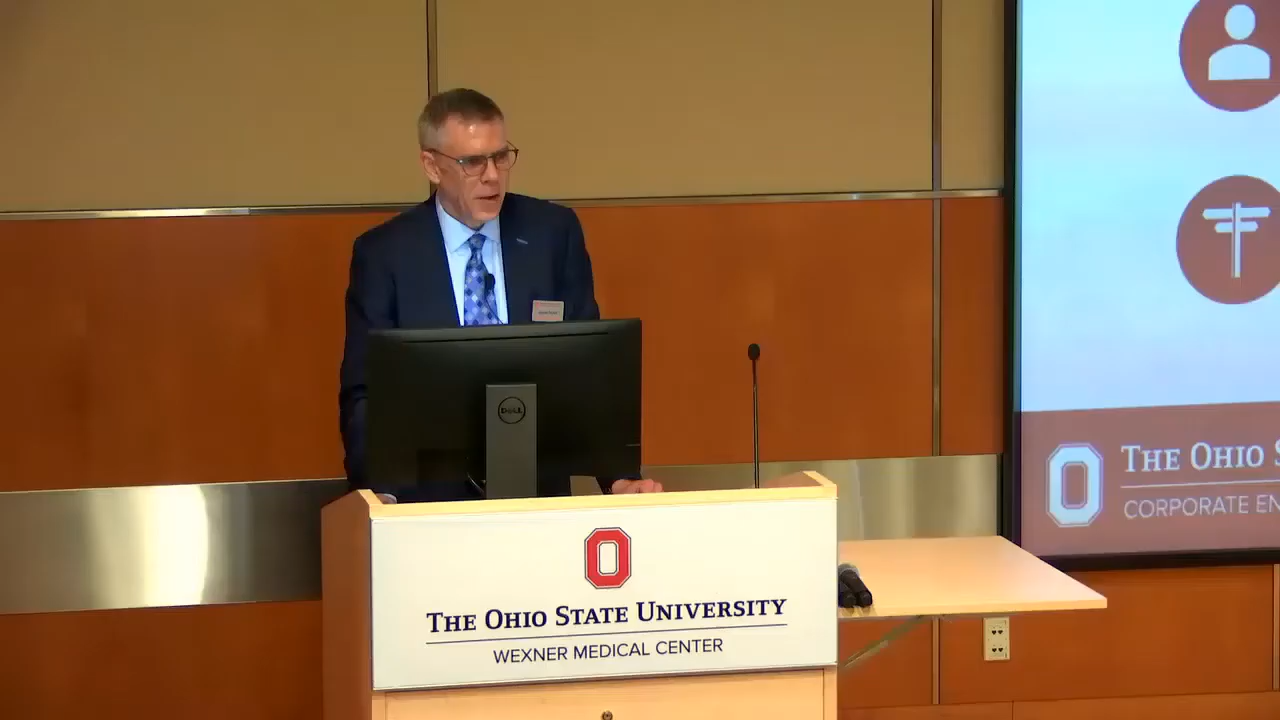 DELL
THE OHIO STATE UNIVERSITY
WEXNER MEDICAL CENTER
THE OHIO S
CORPORATE EN